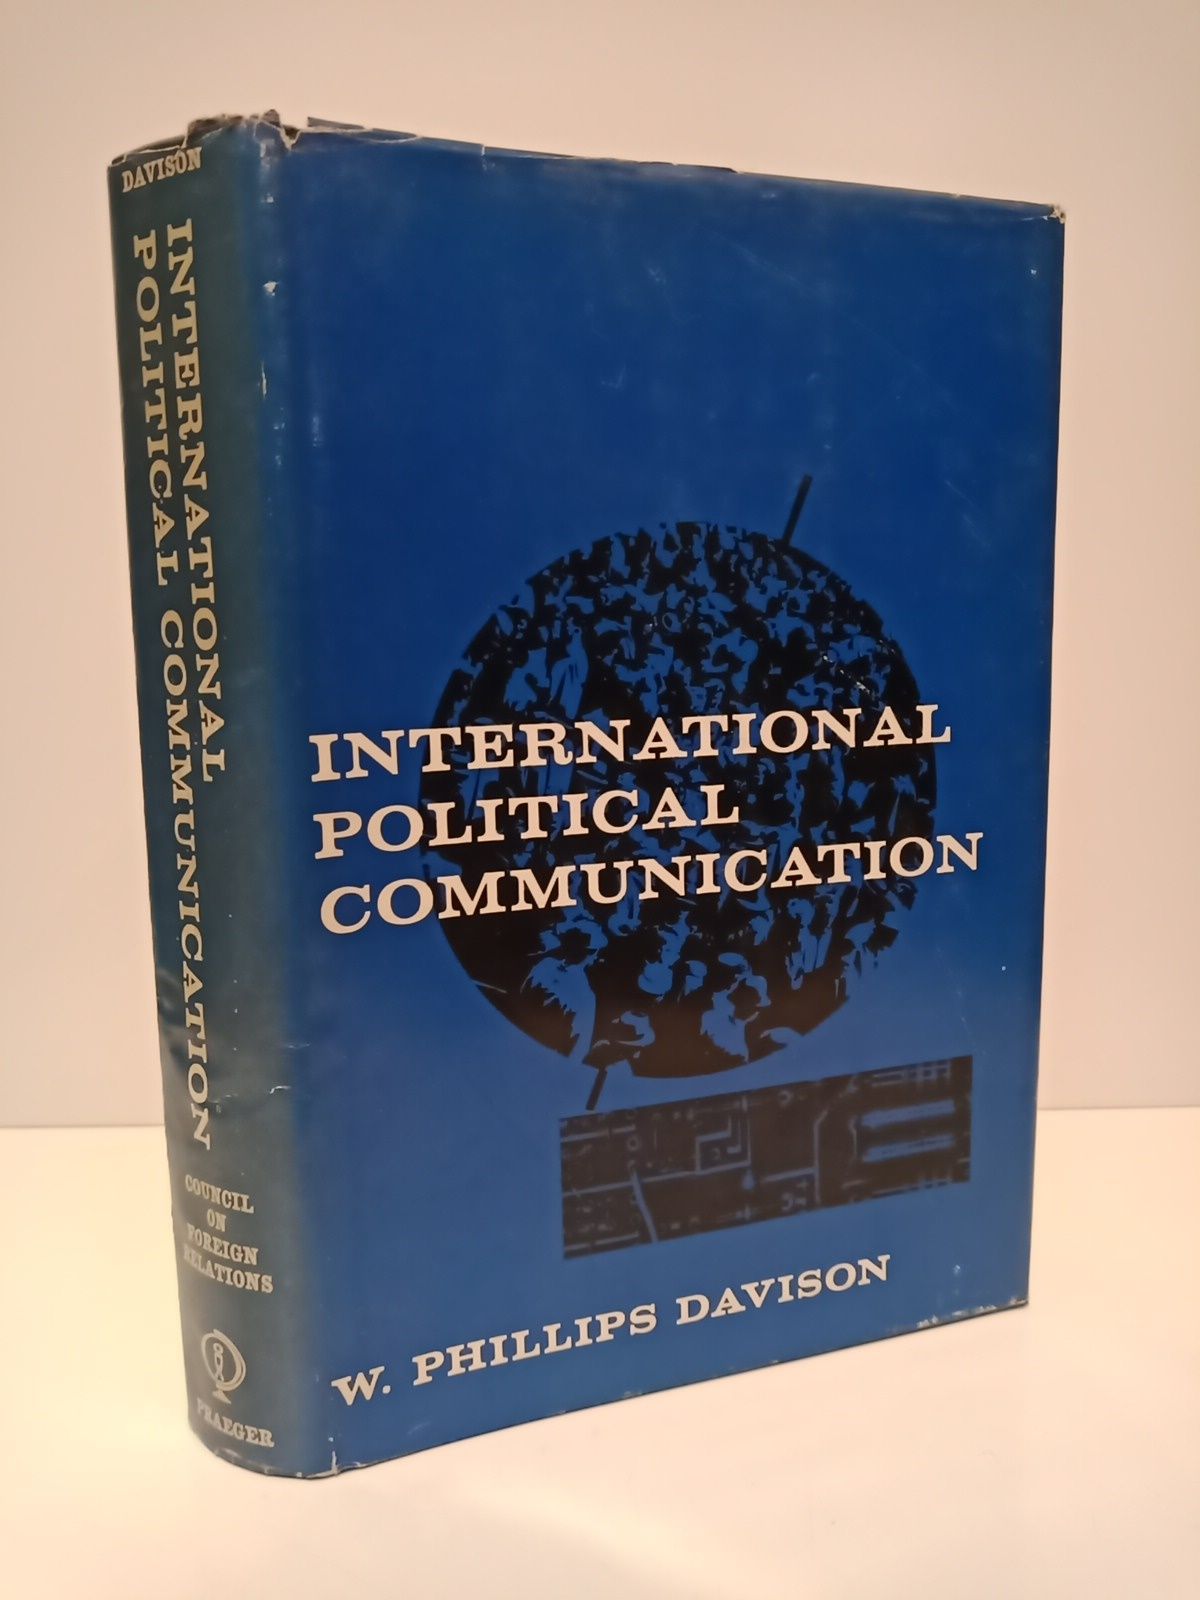 DAVISON
INTERNATIONAL
POLITICAL COMMUNICATION
COUNCIL
ON
FOREIGN
RELATIONS
PRAEGER
INTERNATIONAL
POLITICAL
COMMUNICATION
W. PHILLIPS DAVISON